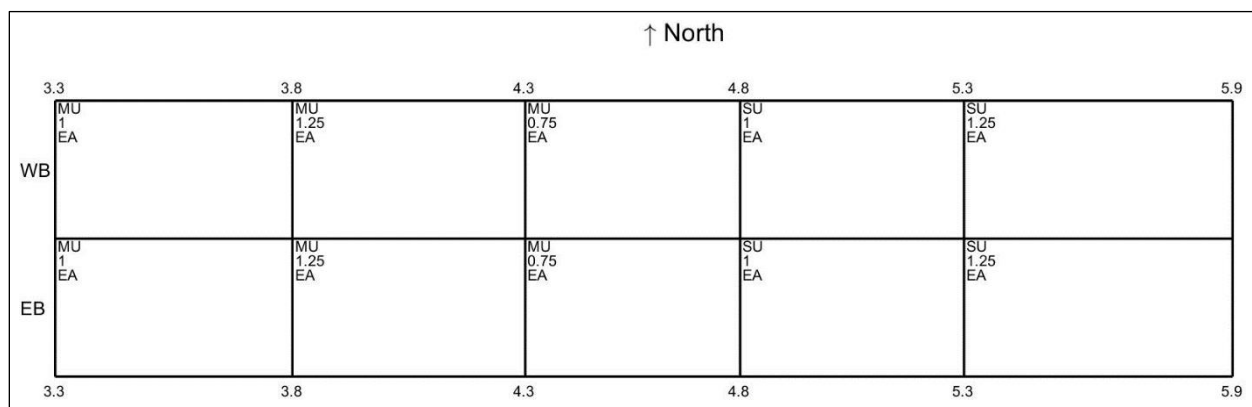 ↑ North
3.3 3.8 4.3 4.8 5.3 5.9
MU MU MU SU SU
1 1.25 0.75 1 1.25
EA EA EA EA EA
WB
MU MU MU SU SU
1 1.25 0.75 1 1.25
EA EA EA EA EA
EB
3.3 3.8 4.3 4.8 5.3 5.9